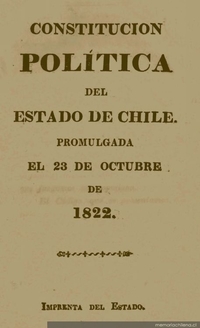 CONSTITUCION
POLÍTICA
DEL
ESTADO DE CHILE.
PROMULGADA
EL 23 DE OCTUBRE
DE
1822.
IMPRENTA DEL ESTADO.
memoriachilena.cl